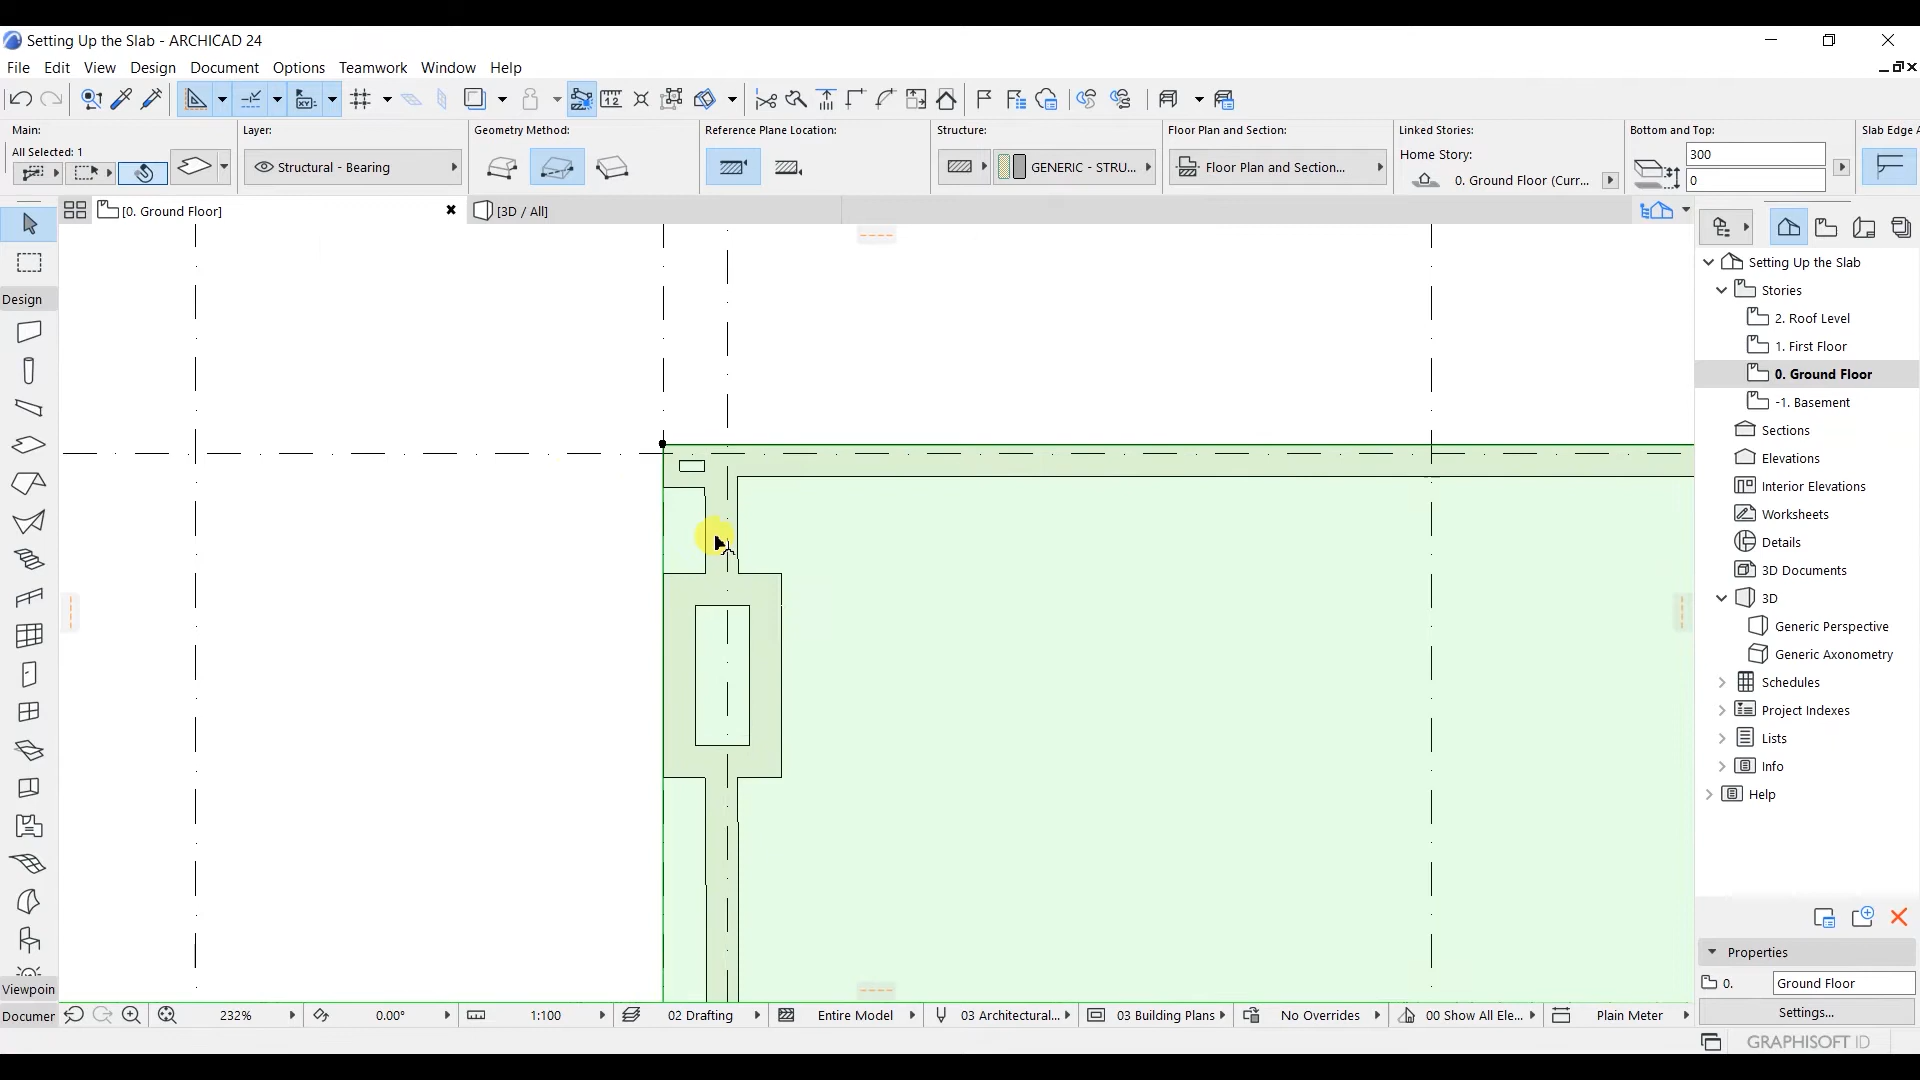 Setting Up the Slab - ARCHICAD 24
File Edit View Design Document Options Teamwork Window Help
Main: Layer: Geometry Method: Reference Plane Location: Structure: Floor Plan and Section: Linked Stories: Bottom and Top: Slab Edge A
All Selected: 1
Home Story:
300
Structural - Bearing
GENERIC - STRU...
Floor Plan and Section...
0. Ground Floor (Curr...
0
[0. Ground Floor]
[3D / All]
Design
Setting Up the Slab
Stories
2. Roof Level
1. First Floor
0. Ground Floor
-1. Basement
Sections
Elevations
Interior Elevations
Worksheets
Details
3D Documents
3D
Generic Perspective
Generic Axonometry
Schedules
Project Indexes
Lists
Info
Help
Properties
0.
Ground Floor
Settings...
Viewpoin
Documer
232%
0.00°
1:100
02 Drafting
Entire Model
03 Architectural...
03 Building Plans
No Overrides
00 Show All Ele...
Plain Meter
GRAPHISOFT ID